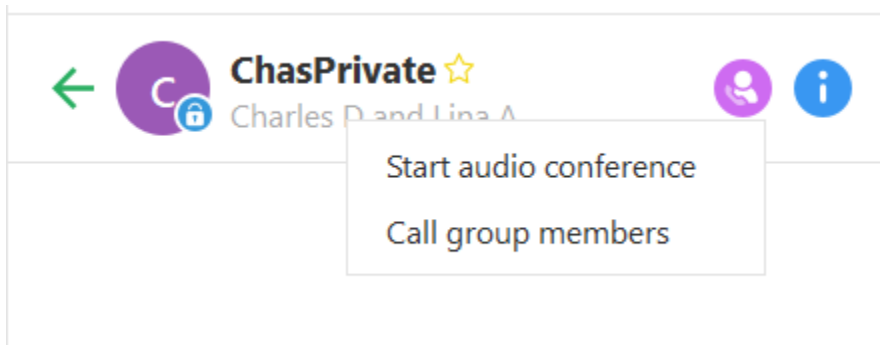 C
ChasPrivate
Charles D and Lina A
Start audio conference
Call group members